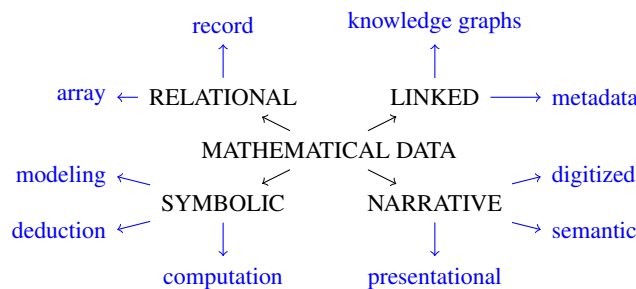 record
knowledge graphs
array
RELATIONAL
LINKED
metadata
MATHEMATICAL DATA
modeling
digitized
SYMBOLIC
NARRATIVE
deduction
semantic
computation
presentational